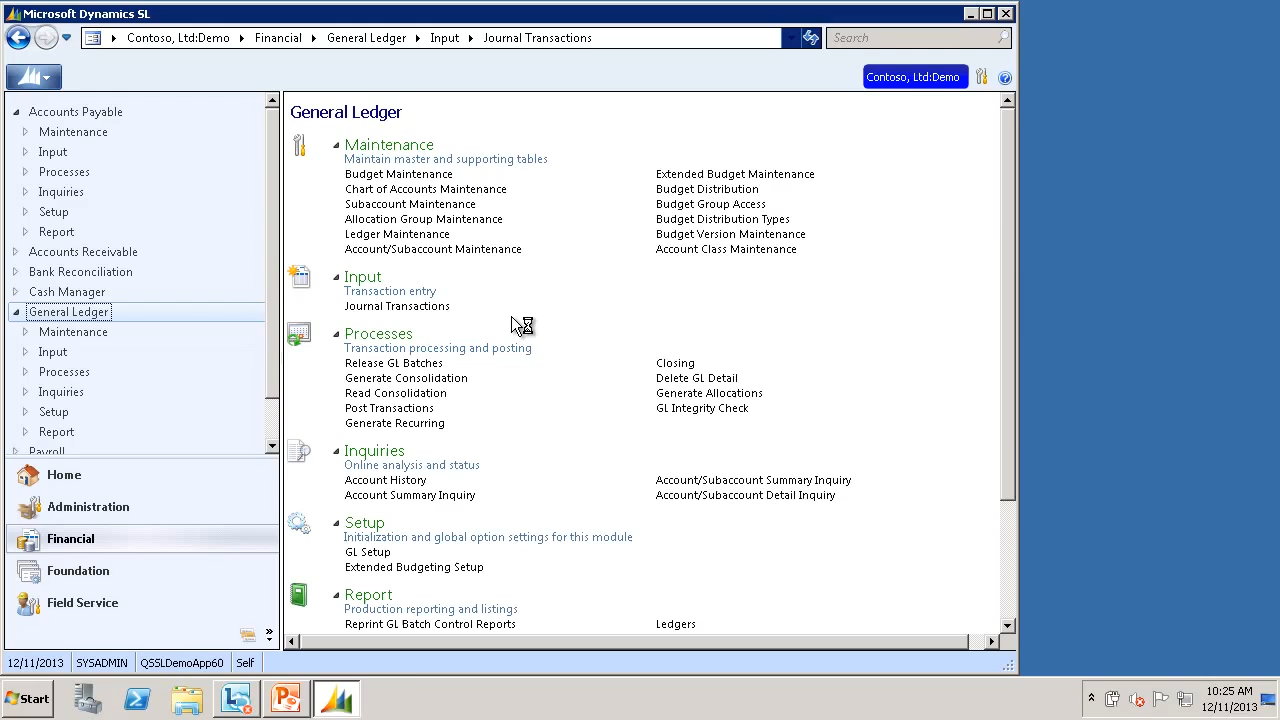 Microsoft Dynamics SL
Contoso, Ltd:Demo Financial General Ledger Input Journal Transactions Search
Contoso, Ltd:Demo
Accounts Payable
Maintenance
Input
Processes
Inquiries
Setup
Report
Accounts Receivable
Bank Reconciliation
Cash Manager
General Ledger
Maintenance
Input
Processes
Inquiries
Setup
Report
Payroll
Home
Administration
Financial
Foundation
Field Service
General Ledger
Maintenance
Maintain master and supporting tables
Budget Maintenance Extended Budget Maintenance
Chart of Accounts Maintenance Budget Distribution
Subaccount Maintenance Budget Group Access
Allocation Group Maintenance Budget Distribution Types
Ledger Maintenance Budget Version Maintenance
Account/Subaccount Maintenance Account Class Maintenance
Input
Transaction entry
Journal Transactions
Processes
Transaction processing and posting
Release GL Batches Closing
Generate Consolidation Delete GL Detail
Read Consolidation Generate Allocations
Post Transactions GL Integrity Check
Generate Recurring
Inquiries
Online analysis and status
Account History Account/Subaccount Summary Inquiry
Account Summary Inquiry Account/Subaccount Detail Inquiry
Setup
Initialization and global option settings for this module
GL Setup
Extended Budgeting Setup
Report
Production reporting and listings
Reprint GL Batch Control Reports Ledgers
12/11/2013 SYSADMIN QSSLDemoApp60 Self
Start
10:25 AM
12/11/2013